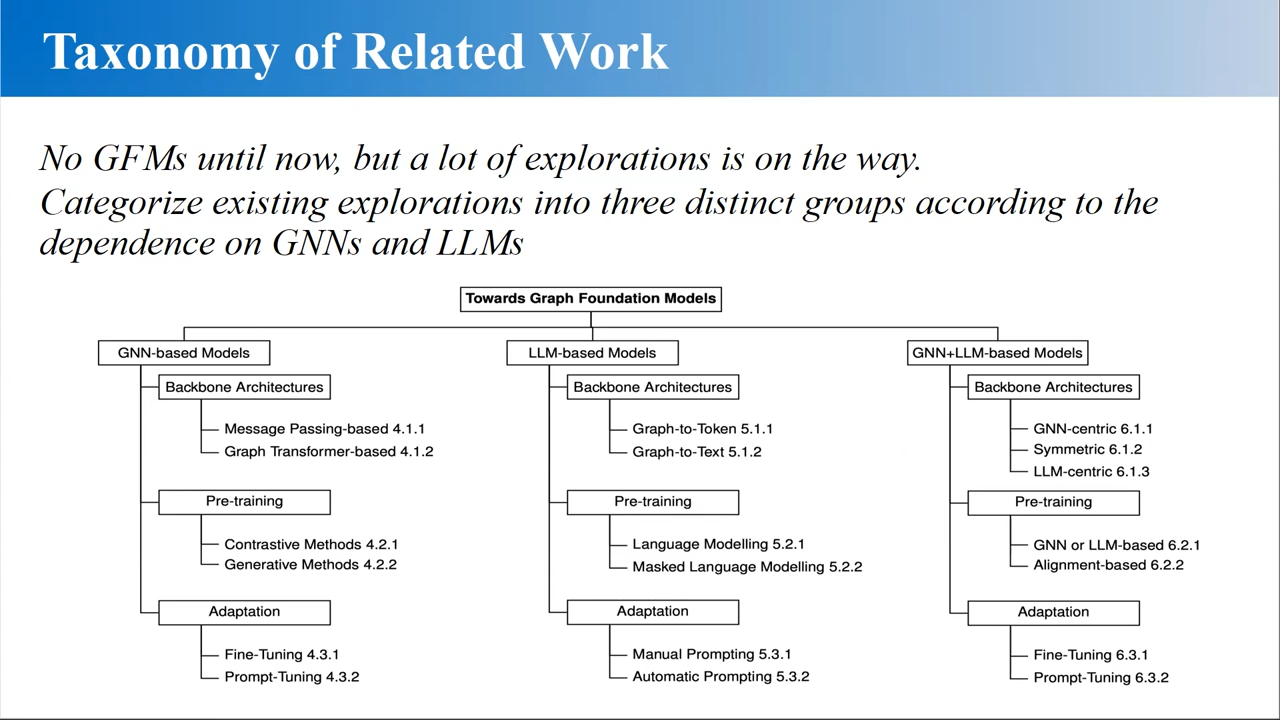 Taxonomy of Related Work
No GFMs until now, but a lot of explorations is on the way.
Categorize existing explorations into three distinct groups according to the
dependence on GNNs and LLMs
Towards Graph Foundation Models
GNN-based Models
Backbone Architectures
Message Passing-based 4.1.1
Graph Transformer-based 4.1.2
Pre-training
Contrastive Methods 4.2.1
Generative Methods 4.2.2
Adaptation
Fine-Tuning 4.3.1
Prompt-Tuning 4.3.2
LLM-based Models
Backbone Architectures
Graph-to-Token 5.1.1
Graph-to-Text 5.1.2
Pre-training
Language Modelling 5.2.1
Masked Language Modelling 5.2.2
Adaptation
Manual Prompting 5.3.1
Automatic Prompting 5.3.2
GNN+LLM-based Models
Backbone Architectures
GNN-centric 6.1.1
Symmetric 6.1.2
LLM-centric 6.1.3
Pre-training
GNN or LLM-based 6.2.1
Alignment-based 6.2.2
Adaptation
Fine-Tuning 6.3.1
Prompt-Tuning 6.3.2